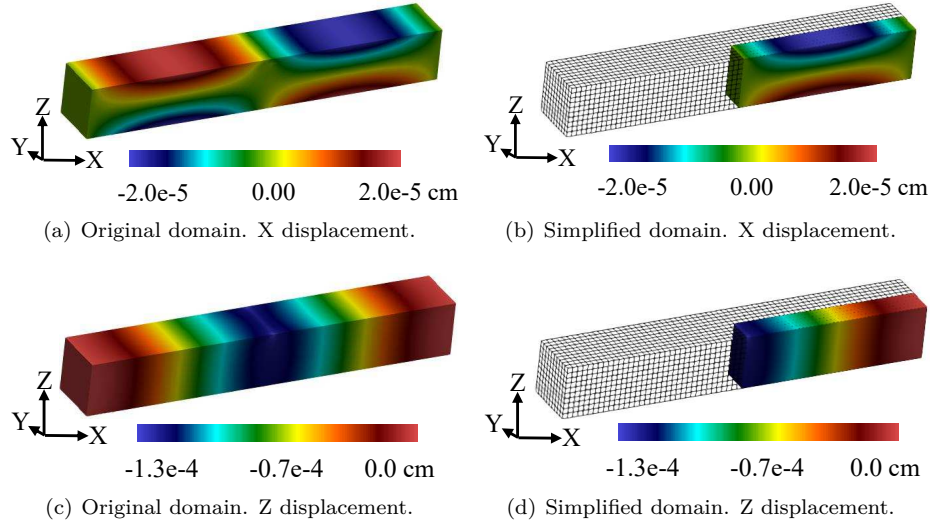 Z
Y
X
-2.0e-5 0.00 2.0e-5 cm
(a) Original domain. X displacement.
Z
Y
X
-2.0e-5 0.00 2.0e-5 cm
(b) Simplified domain. X displacement.
Z
Y
X
-1.3e-4 -0.7e-4 0.0 cm
(c) Original domain. Z displacement.
Z
Y
X
-1.3e-4 -0.7e-4 0.0 cm
(d) Simplified domain. Z displacement.